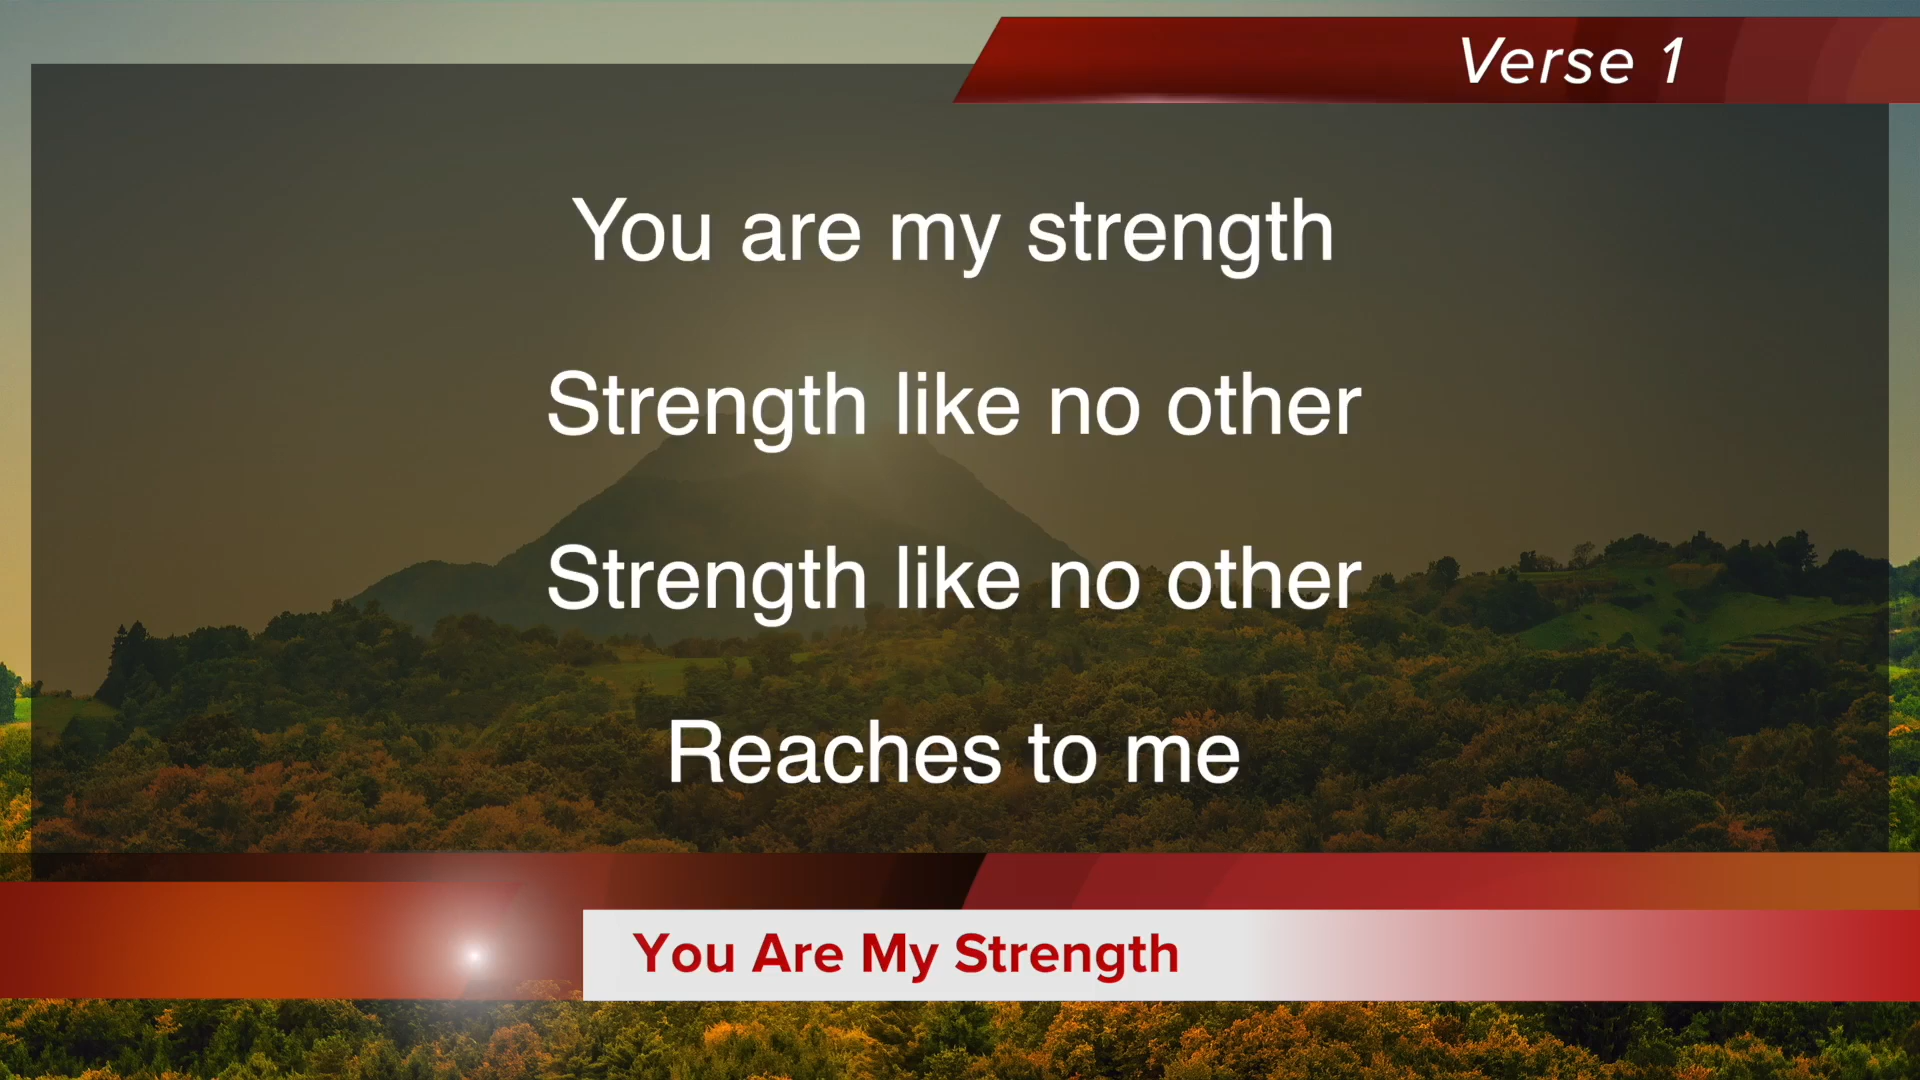 Verse 1
You are my strength
Strength like no other
Strength like no other
Reaches to me
You Are My Strength